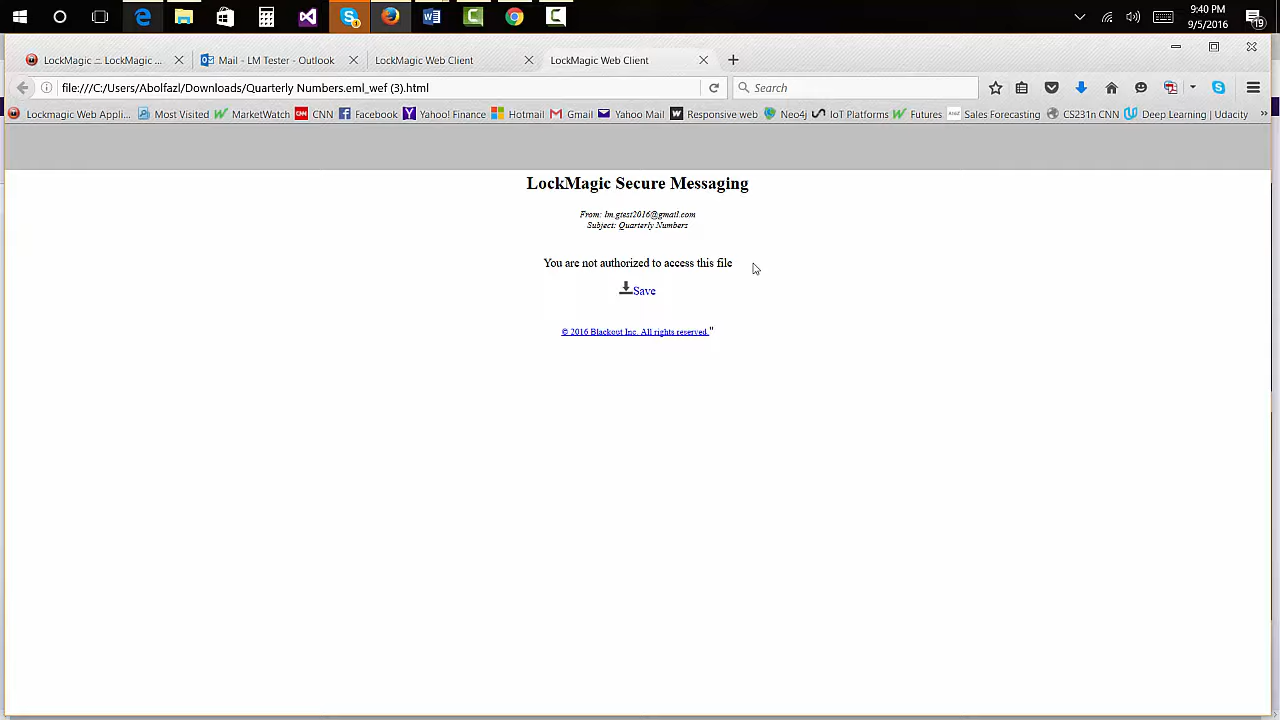 9:40 PM
9/5/2016
19
LockMagic :.: LockMagic ...
Mail - LM Tester - Outlook
LockMagic Web Client
LockMagic Web Client
file:///C:/Users/Abolfazl/Downloads/Quarterly Numbers.eml_wef (3).html
Search
Lockmagic Web Appli...
Most Visited
MarketWatch
CNN
Facebook
Yahoo! Finance
Hotmail
Gmail
Yahoo Mail
Responsive web
Neo4j
IoT Platforms
Futures
Sales Forecasting
CS231n CNN
Deep Learning | Udacity
LockMagic Secure Messaging
From: lm.gtest2016@gmail.com
Subject: Quarterly Numbers
You are not authorized to access this file
Save
© 2016 Blackout Inc. All rights reserved."